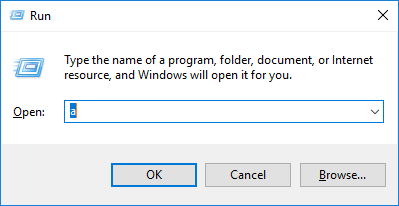 Run
Type the name of a program, folder, document, or Internet
resource, and Windows will open it for you.
Open: a
OK Cancel Browse...